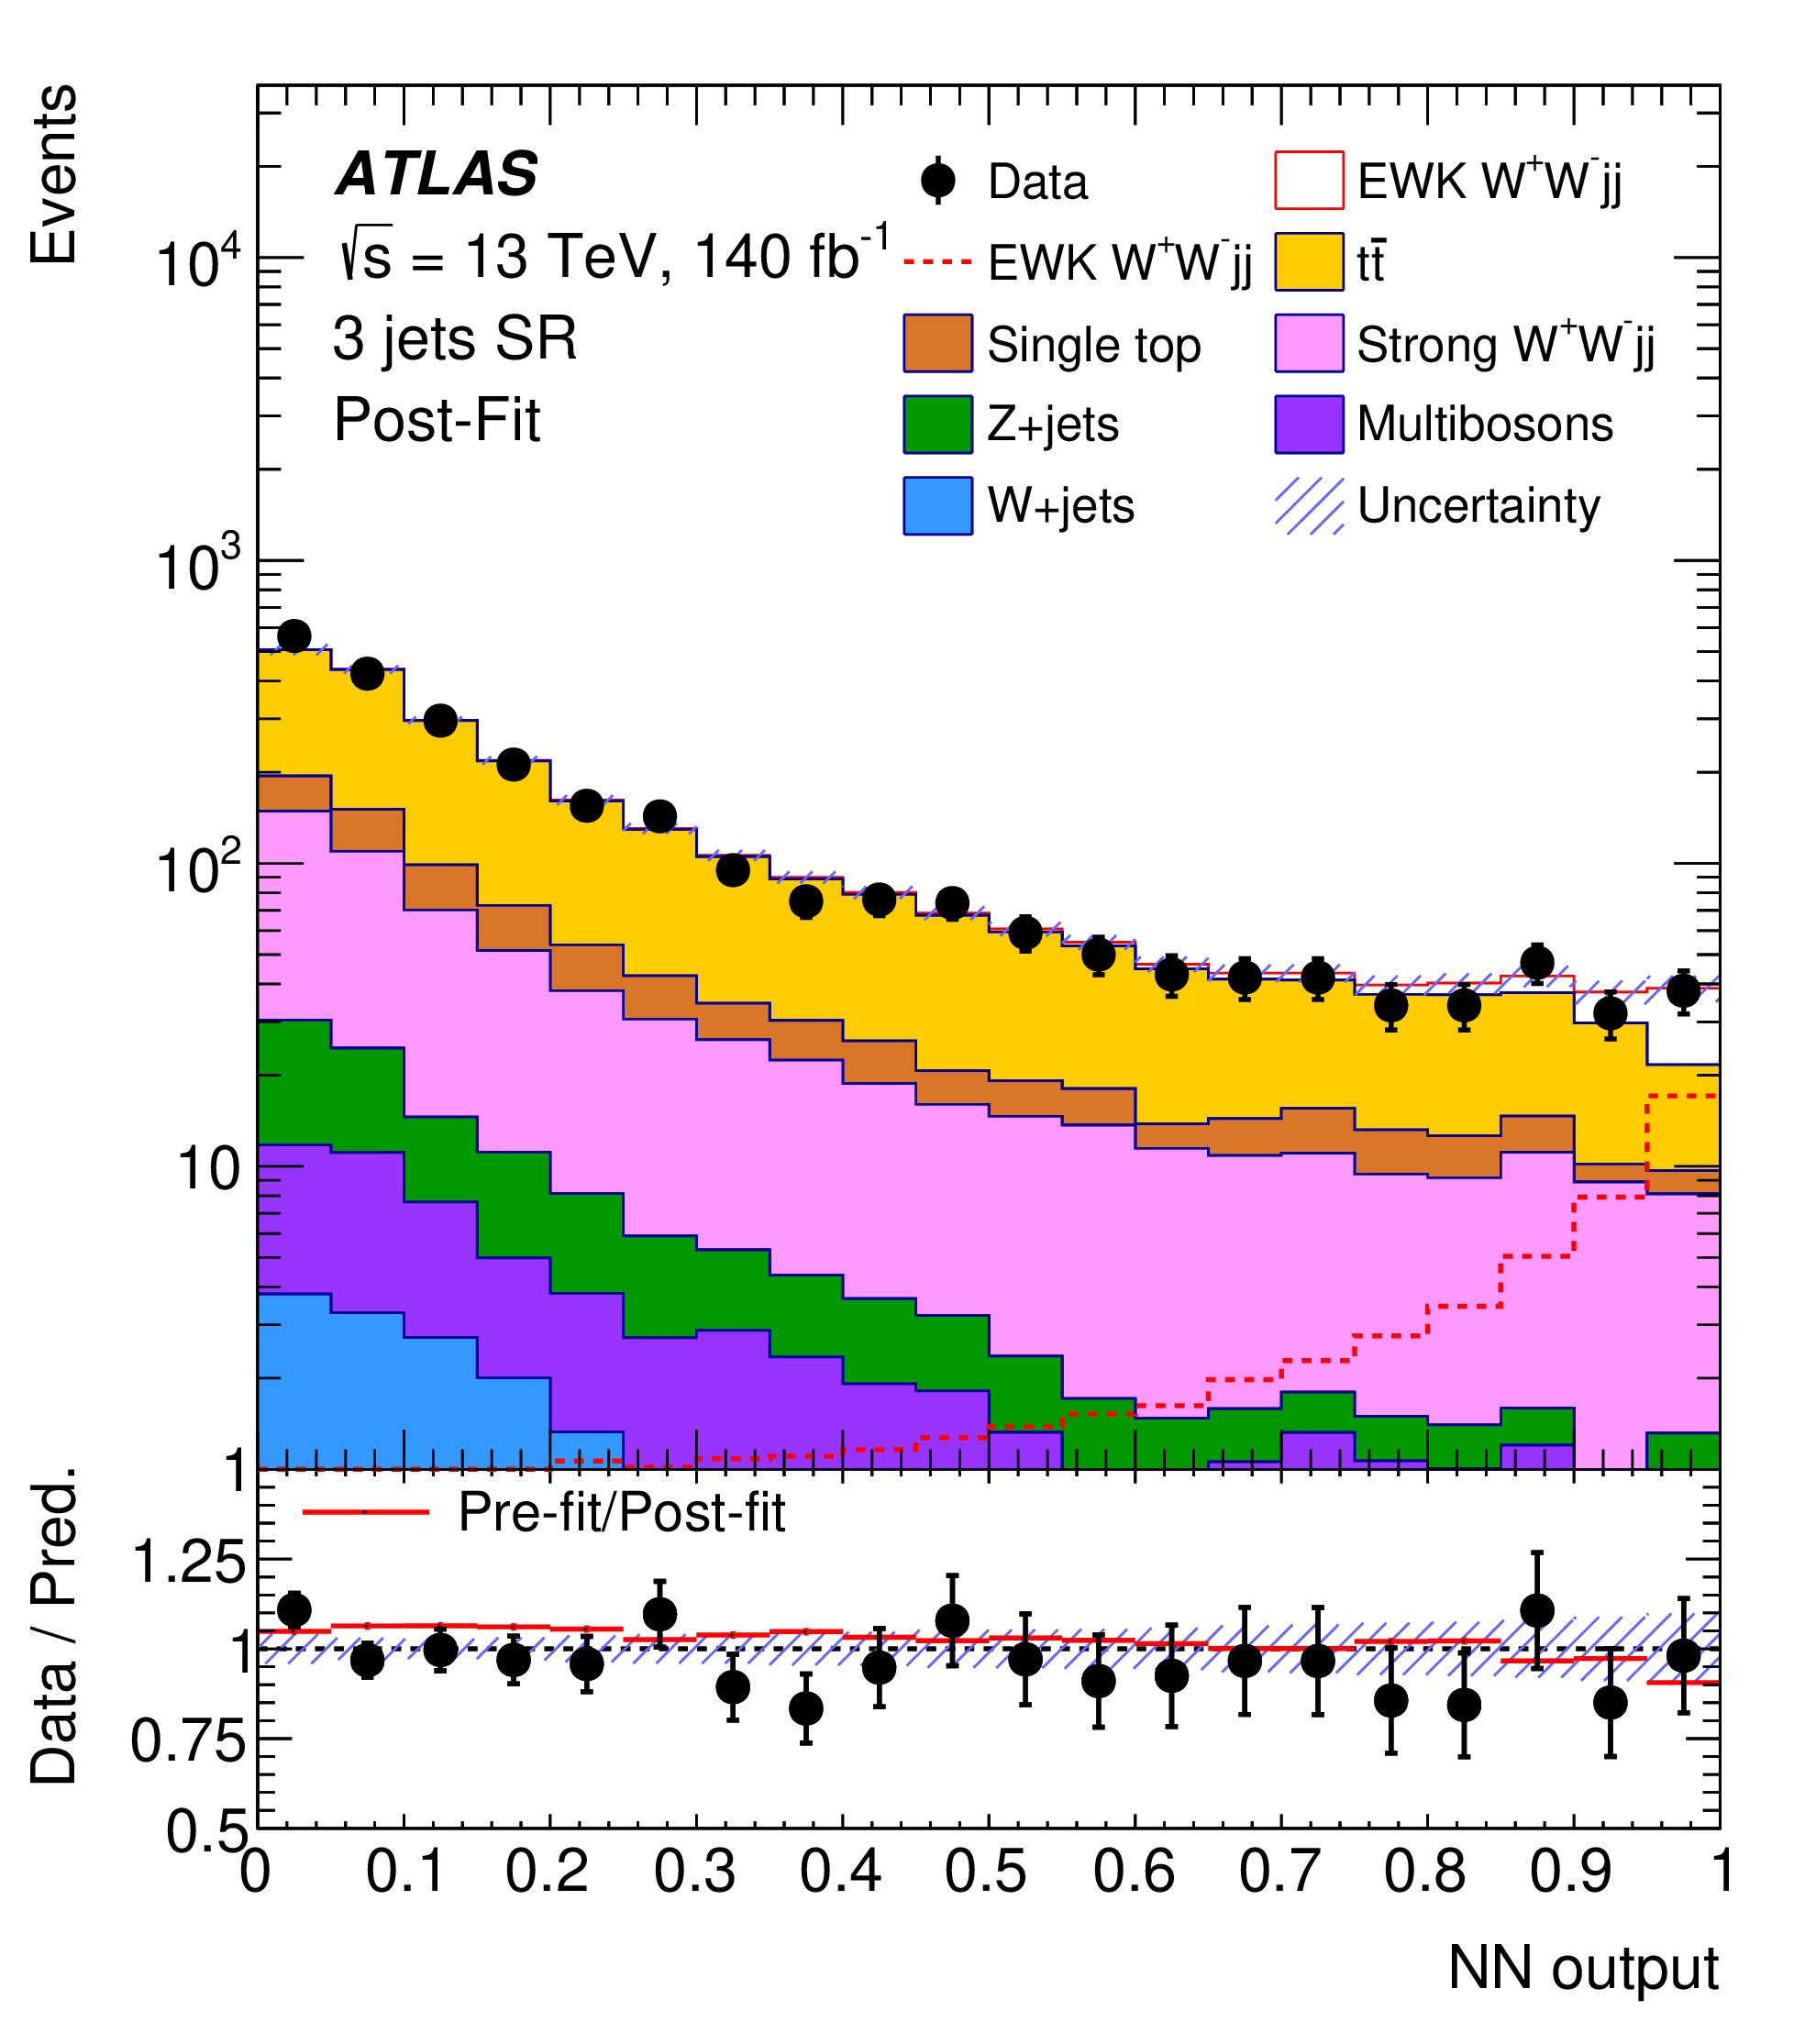 Events
ATLAS
√s = 13 TeV, 140 fb⁻¹
3 jets SR
Post-Fit
Data
EWK W⁺W⁻jj
EWK W⁺W⁻jj
tt̄
Single top
Strong W⁺W⁻jj
Z+jets
Multibosons
W+jets
Uncertainty
10⁴
10³
10²
10
1
Data / Pred.
Pre-fit/Post-fit
1.25
1
0.75
0.5
0 0.1 0.2 0.3 0.4 0.5 0.6 0.7 0.8 0.9 1
NN output